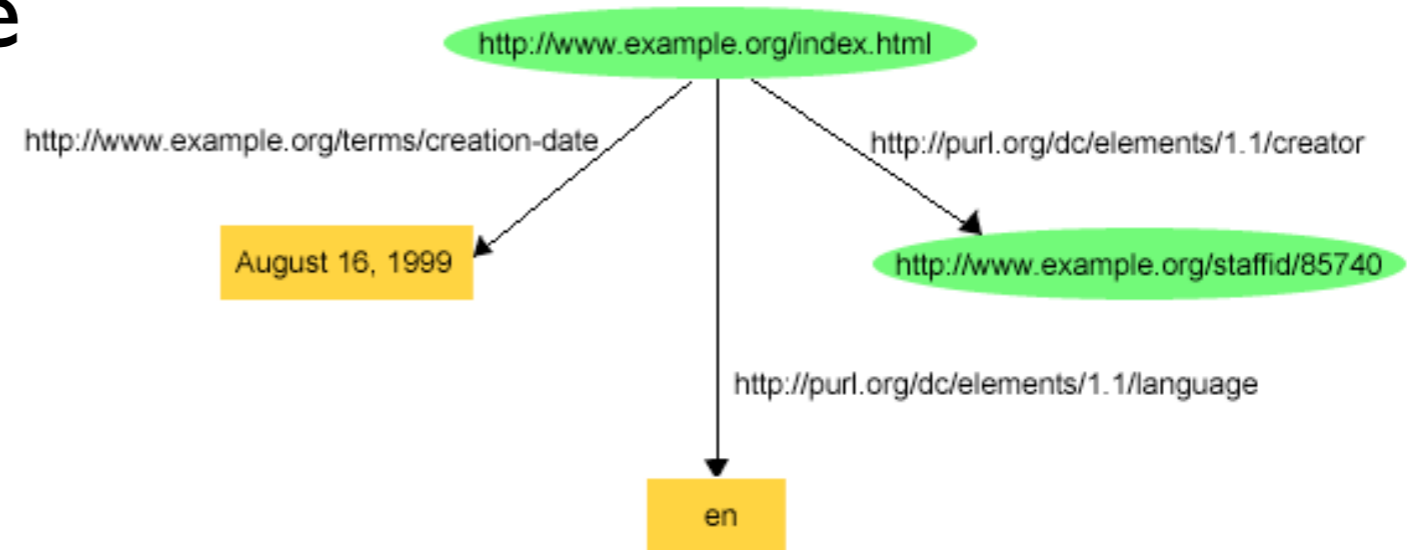 e
http://www.example.org/index.html
http://www.example.org/terms/creation-date
http://purl.org/dc/elements/1.1/creator
August 16, 1999
http://www.example.org/staffid/85740
http://purl.org/dc/elements/1.1/language
en